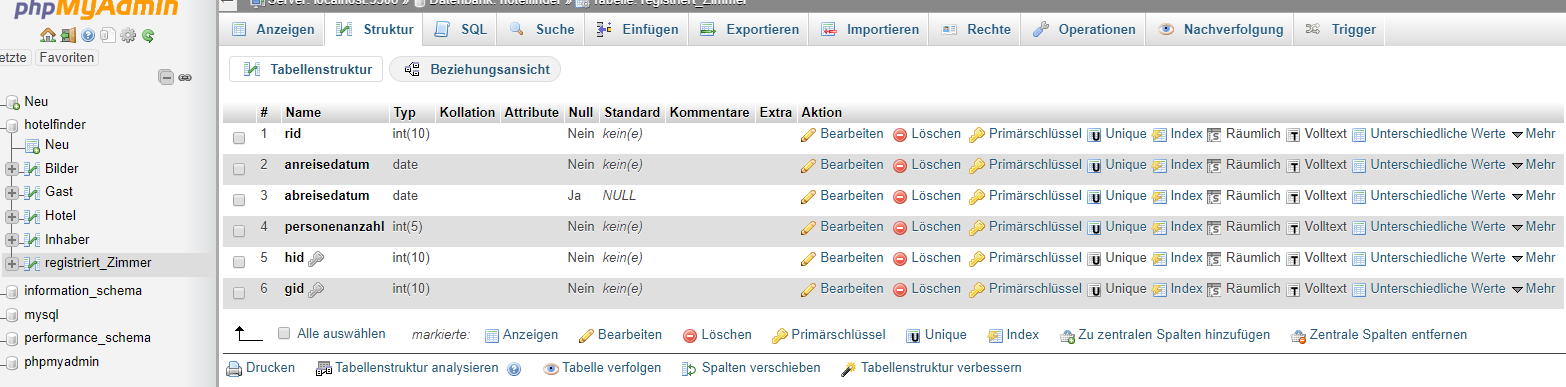 phpMyAdmin
Server: localhost:3306 » Datenbank: hotelfinder » Tabelle: registriert_Zimmer
Anzeigen Struktur SQL Suche Einfügen Exportieren Importieren Rechte Operationen Nachverfolgung Trigger
etzte Favoriten
Tabellenstruktur Beziehungsansicht
Neu
hotelfinder
Neu
Bilder
Gast
Hotel
Inhaber
registriert_Zimmer
information_schema
mysql
performance_schema
phpmyadmin
# Name Typ Kollation Attribute Null Standard Kommentare Extra Aktion
1 rid int(10) Nein kein(e) Bearbeiten Löschen Primärschlüssel Unique Index Räumlich Volltext Unterschiedliche Werte Mehr
2 anreisedatum date Nein kein(e) Bearbeiten Löschen Primärschlüssel Unique Index Räumlich Volltext Unterschiedliche Werte Mehr
3 abreisedatum date Ja NULL Bearbeiten Löschen Primärschlüssel Unique Index Räumlich Volltext Unterschiedliche Werte Mehr
4 personenanzahl int(5) Nein kein(e) Bearbeiten Löschen Primärschlüssel Unique Index Räumlich Volltext Unterschiedliche Werte Mehr
5 hid int(10) Nein kein(e) Bearbeiten Löschen Primärschlüssel Unique Index Räumlich Volltext Unterschiedliche Werte Mehr
6 gid int(10) Nein kein(e) Bearbeiten Löschen Primärschlüssel Unique Index Räumlich Volltext Unterschiedliche Werte Mehr
Alle auswählen markierte: Anzeigen Bearbeiten Löschen Primärschlüssel Unique Index Zu zentralen Spalten hinzufügen Zentrale Spalten entfernen
Drucken Tabellenstruktur analysieren Tabelle verfolgen Spalten verschieben Tabellenstruktur verbessern